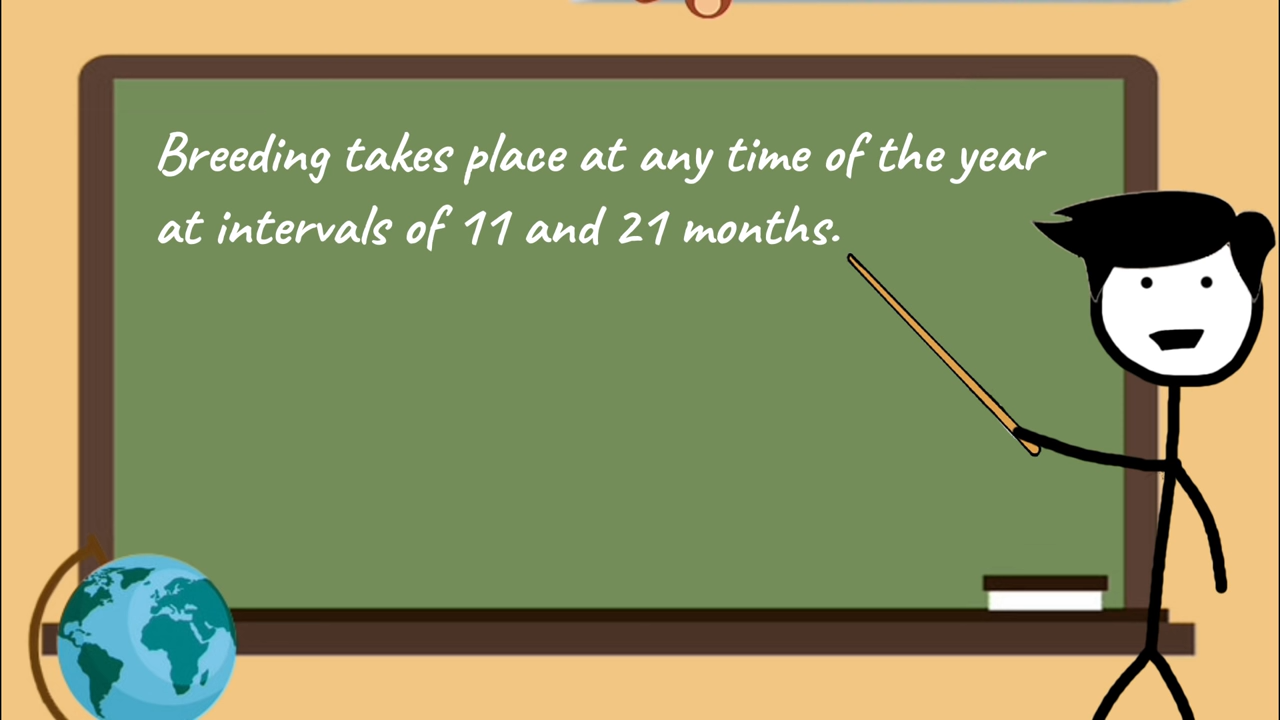 Breeding takes place at any time of the year
at intervals of 11 and 21 months.